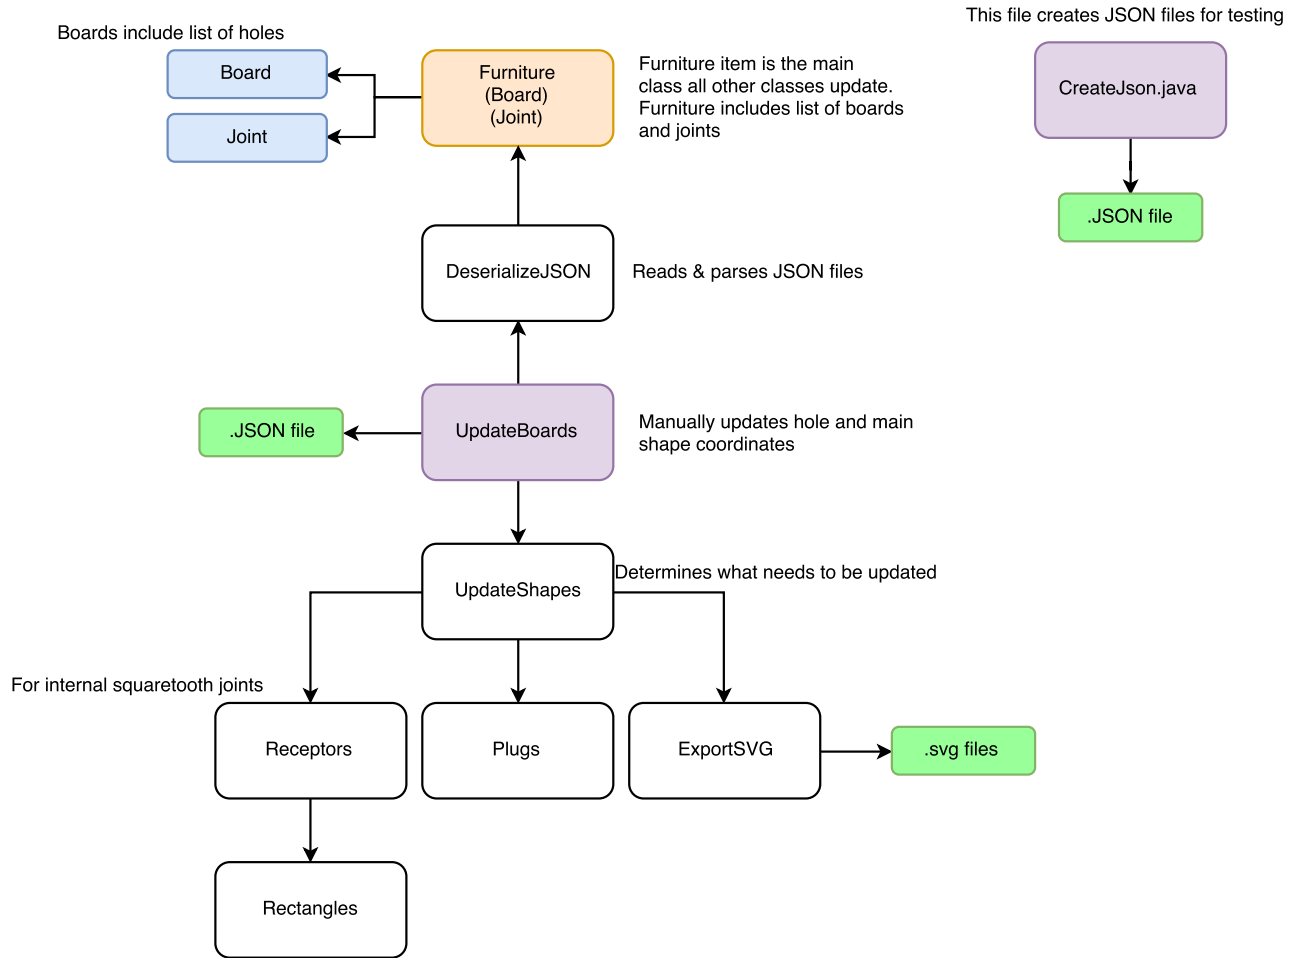 This file creates JSON files for testing
Boards include list of holes
Board
Joint
Furniture
(Board)
(Joint)
Furniture item is the main
class all other classes update.
Furniture includes list of boards
and joints
CreateJson.java
.JSON file
DeserializeJSON
Reads & parses JSON files
.JSON file
UpdateBoards
Manually updates hole and main
shape coordinates
UpdateShapes
Determines what needs to be updated
For internal squaretooth joints
Receptors
Plugs
ExportSVG
.svg files
Rectangles